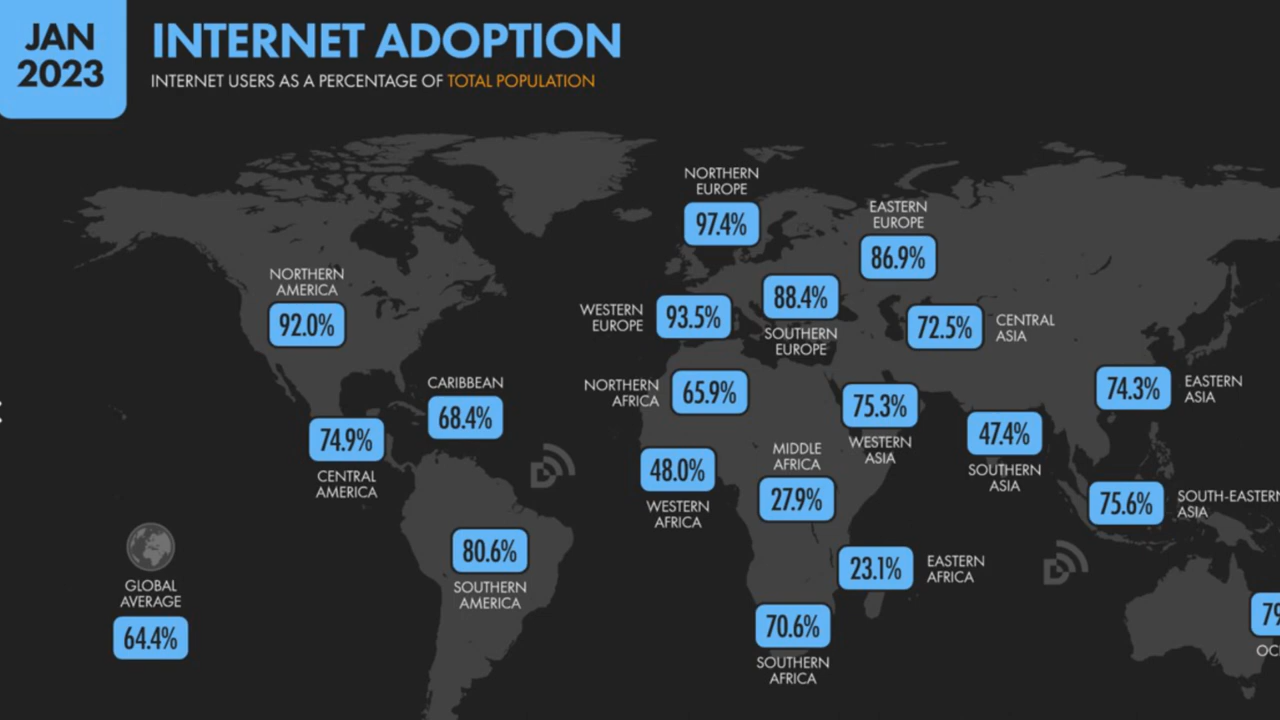 JAN
2023
INTERNET ADOPTION
INTERNET USERS AS A PERCENTAGE OF TOTAL POPULATION
NORTHERN
EUROPE
97.4%
EASTERN
EUROPE
86.9%
NORTHERN
AMERICA
92.0%
WESTERN
EUROPE
93.5%
88.4%
SOUTHERN
EUROPE
72.5%
CENTRAL
ASIA
CARIBBEAN
68.4%
NORTHERN
AFRICA
65.9%
75.3%
WESTERN
ASIA
74.3%
EASTERN
ASIA
74.9%
CENTRAL
AMERICA
48.0%
WESTERN
AFRICA
MIDDLE
AFRICA
27.9%
47.4%
SOUTHERN
ASIA
75.6%
SOUTH-EASTERN
ASIA
GLOBAL
AVERAGE
64.4%
80.6%
SOUTHERN
AMERICA
23.1%
EASTERN
AFRICA
70.6%
SOUTHERN
AFRICA
79